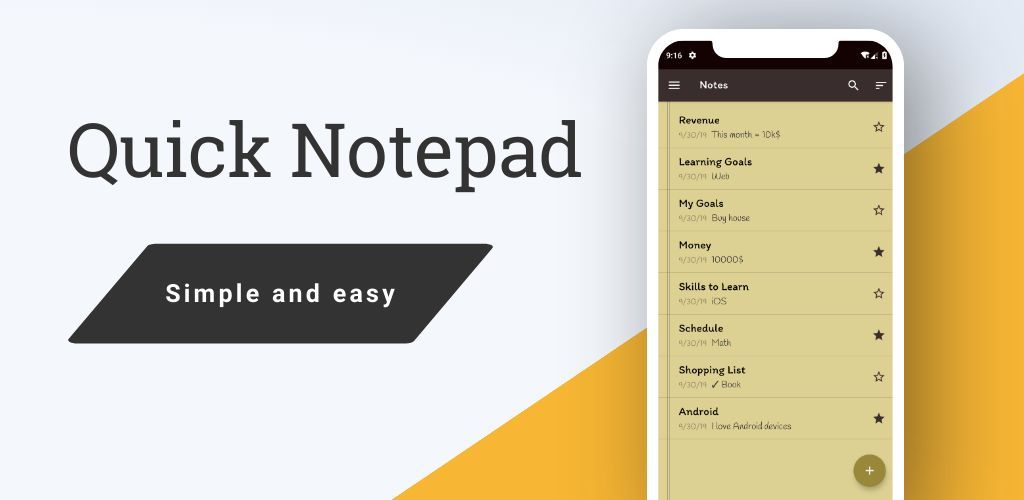 Quick Notepad
Simple and easy
9:16
Notes
Revenue
9/30/19 This month = 10k$
Learning Goals
9/30/19 Web
My Goals
9/30/19 Buy house
Money
9/30/19 10000$
Skills to Learn
9/30/19 iOS
Schedule
9/30/19 Math
Shopping List
9/30/19 ✓ Book
Android
9/30/19 I love Android devices